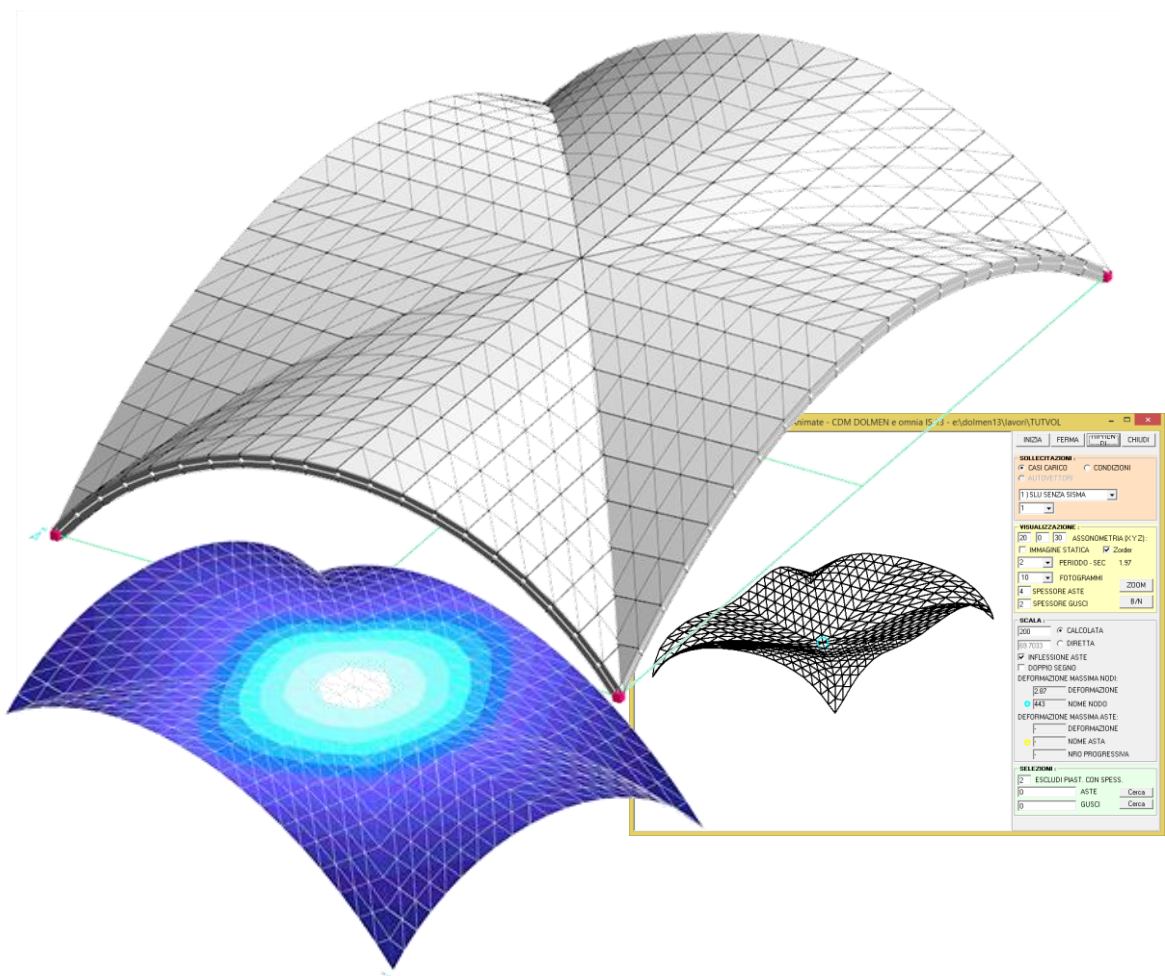 Animate - CDM DOLMEN e omnia IS 13 - e:\dolmen13\lavori\TUTVOL
INIZIA FERMA CHIUDI
SOLLECITAZIONI :
CASI CARICO CONDIZIONI
AUTOVETTORI
1 ) SLU SENZA SISMA
1
VISUALIZZAZIONE :
20 0 30 ASSONOMETRIA (X Y Z) :
IMMAGINE STATICA Zorder
2 PERIODO - SEC 1.97
10 FOTOGRAMMI
ZOOM
4 SPESSORE ASTE
2 SPESSORE GUSCI
B/N
SCALA :
200 CALCOLATA
69.7033 DIRETTA
INFLESSIONE ASTE
DOPPIO SEGNO
DEFORMAZIONE MASSIMA NODI:
2.87 DEFORMAZIONE
443 NOME NODO
DEFORMAZIONE MASSIMA ASTE:
- DEFORMAZIONE
- NOME ASTA
- NRO PROGRESSIVA
SELEZIONI :
2 ESCLUDI PIAST. CON SPESS.
0 ASTE Cerca
0 GUSCI Cerca